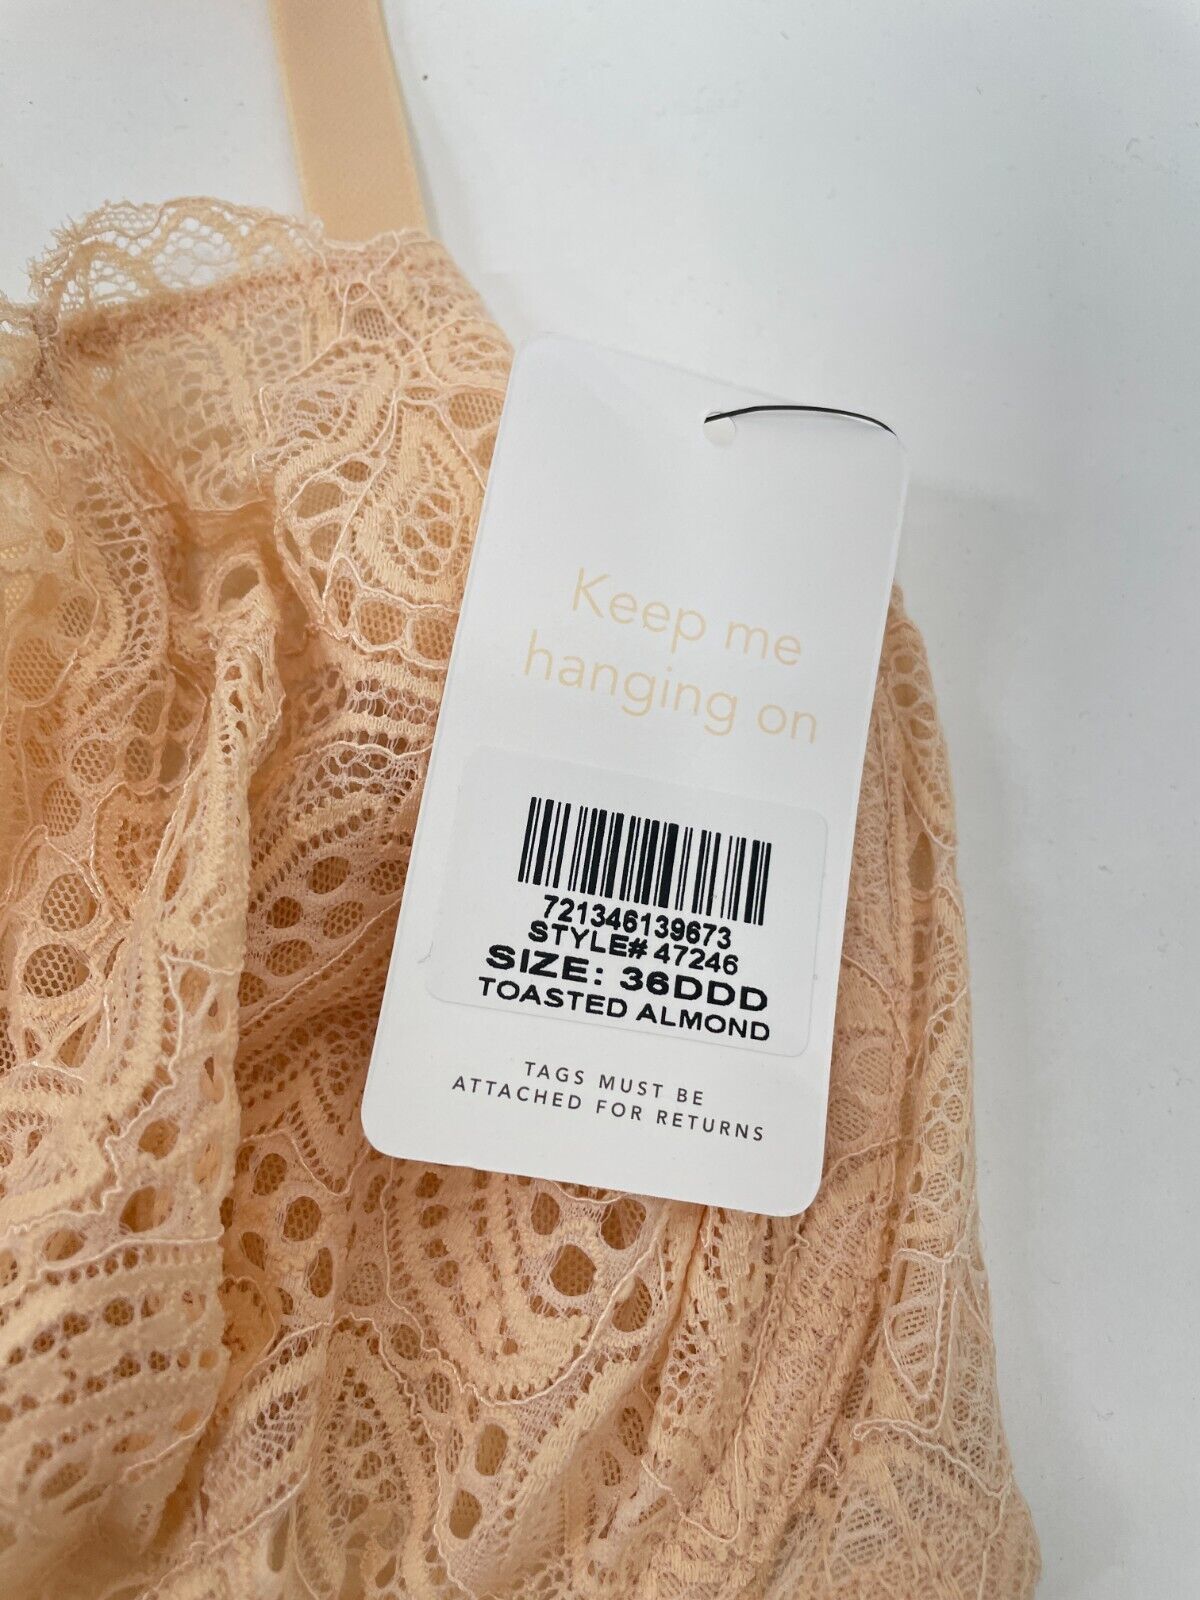 Keep me
hanging on
721346139673
STYLE# 47246
SIZE: 36DDD
TOASTED ALMOND
TAGS MUST BE
ATTACHED FOR RETURNS